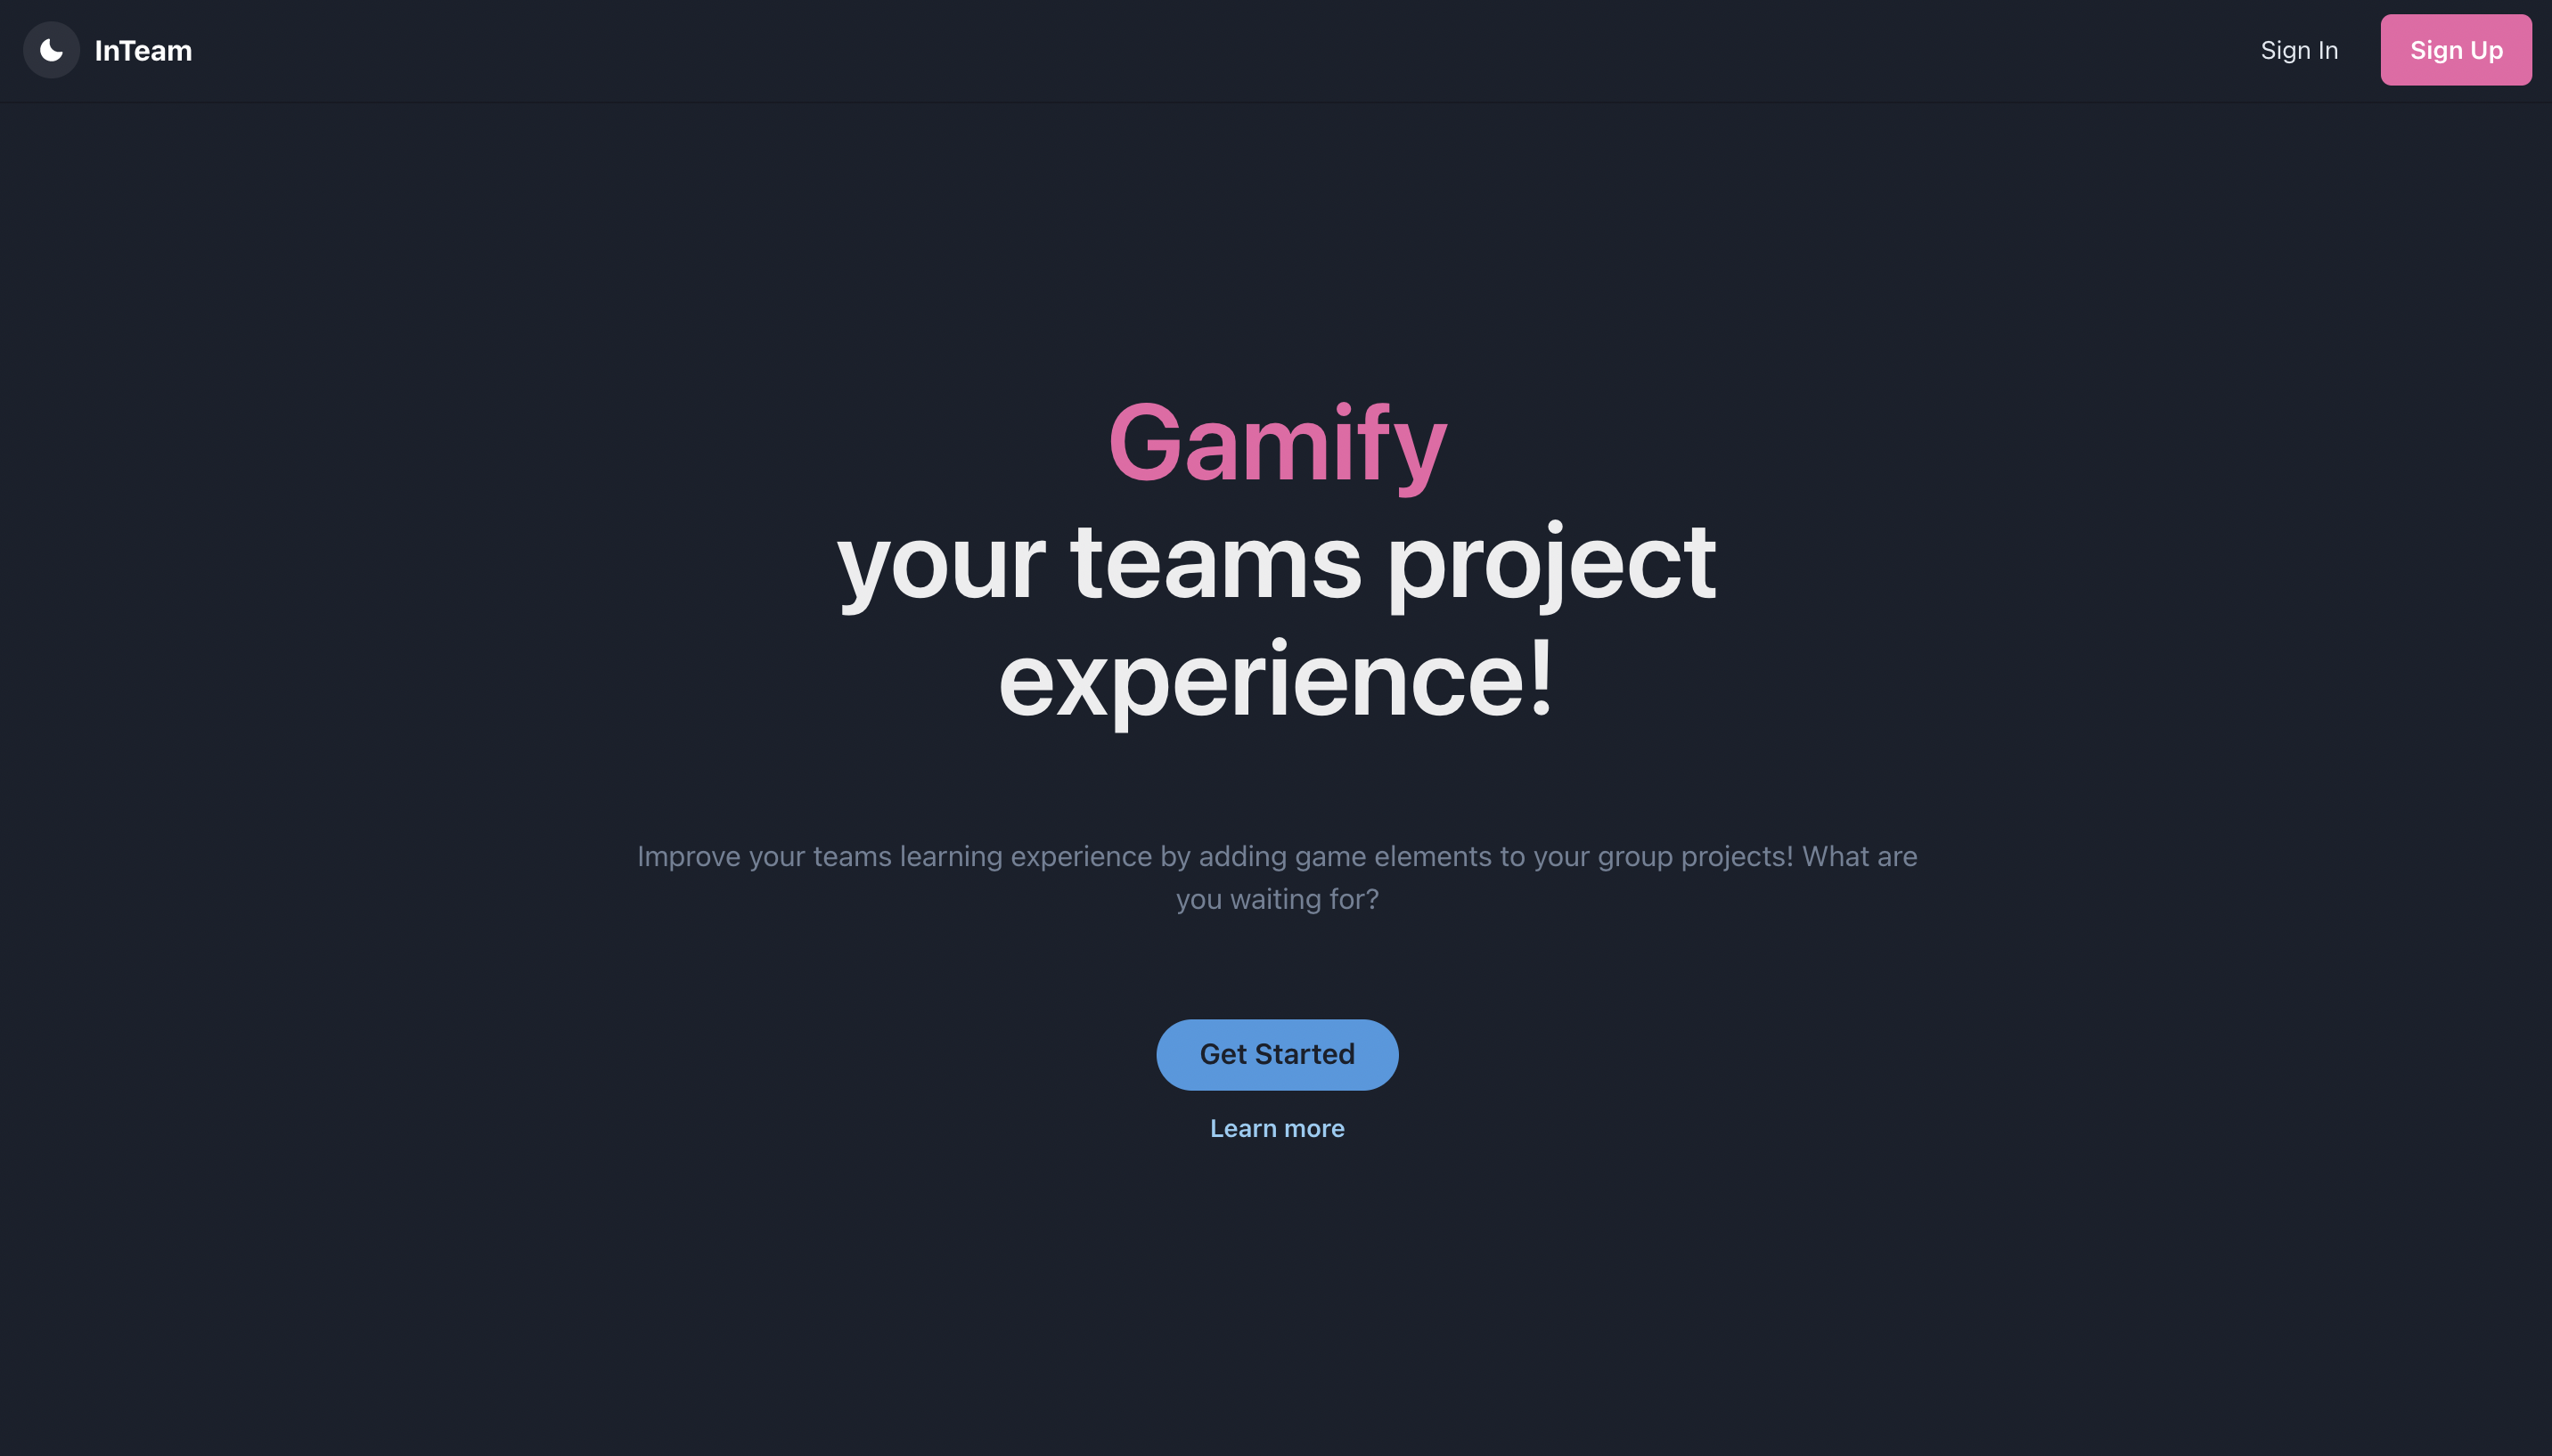 InTeam
Sign In
Sign Up
Gamify
your teams project
experience!
Improve your teams learning experience by adding game elements to your group projects! What are
you waiting for?
Get Started
Learn more